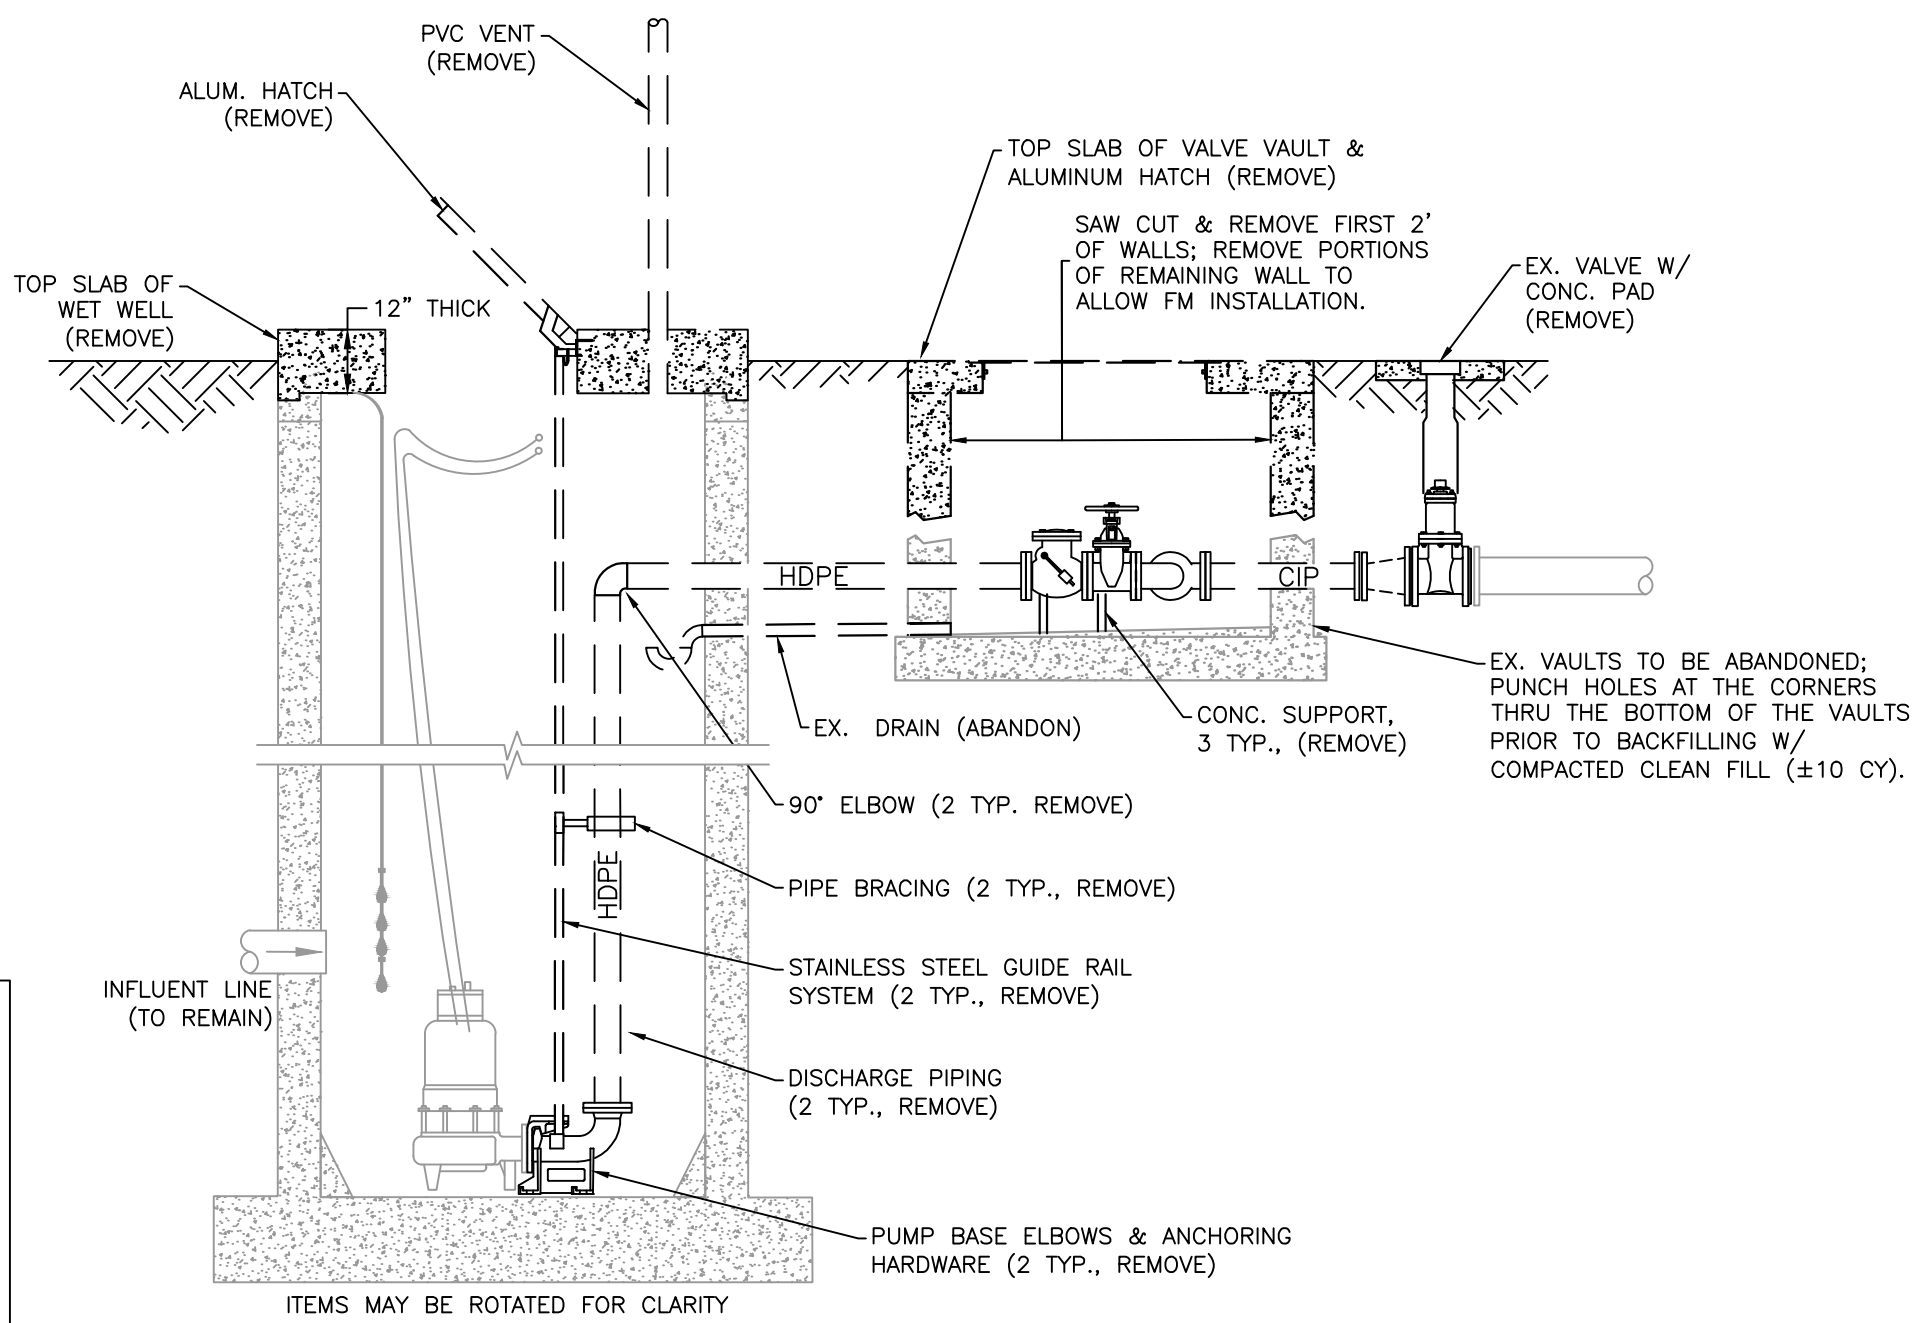 PVC VENT
(REMOVE)
ALUM. HATCH
(REMOVE)
TOP SLAB OF VALVE VAULT &
ALUMINUM HATCH (REMOVE)
SAW CUT & REMOVE FIRST 2'
OF WALLS; REMOVE PORTIONS
OF REMAINING WALL TO
ALLOW FM INSTALLATION.
EX. VALVE W/
CONC. PAD
(REMOVE)
TOP SLAB OF
WET WELL
(REMOVE)
12" THICK
HDPE
CIP
EX. VAULTS TO BE ABANDONED;
PUNCH HOLES AT THE CORNERS
THRU THE BOTTOM OF THE VAULTS
PRIOR TO BACKFILLING W/
COMPACTED CLEAN FILL (±10 CY).
CONC. SUPPORT,
3 TYP., (REMOVE)
EX. DRAIN (ABANDON)
90° ELBOW (2 TYP. REMOVE)
PIPE BRACING (2 TYP., REMOVE)
HDPE
STAINLESS STEEL GUIDE RAIL
SYSTEM (2 TYP., REMOVE)
INFLUENT LINE
(TO REMAIN)
DISCHARGE PIPING
(2 TYP., REMOVE)
PUMP BASE ELBOWS & ANCHORING
HARDWARE (2 TYP., REMOVE)
ITEMS MAY BE ROTATED FOR CLARITY